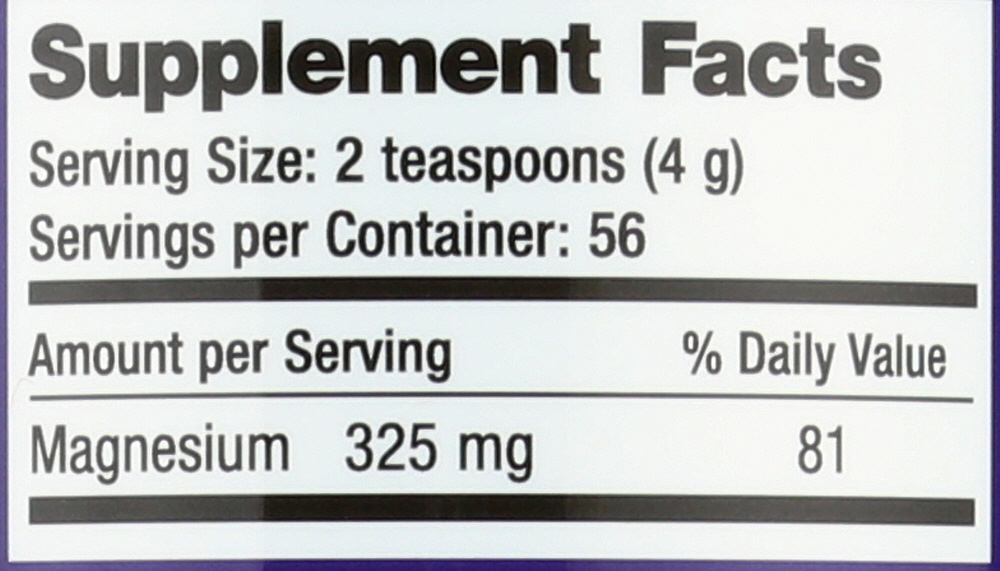 Supplement Facts
Serving Size: 2 teaspoons (4 g)
Servings per Container: 56
Amount per Serving % Daily Value
Magnesium 325 mg 81